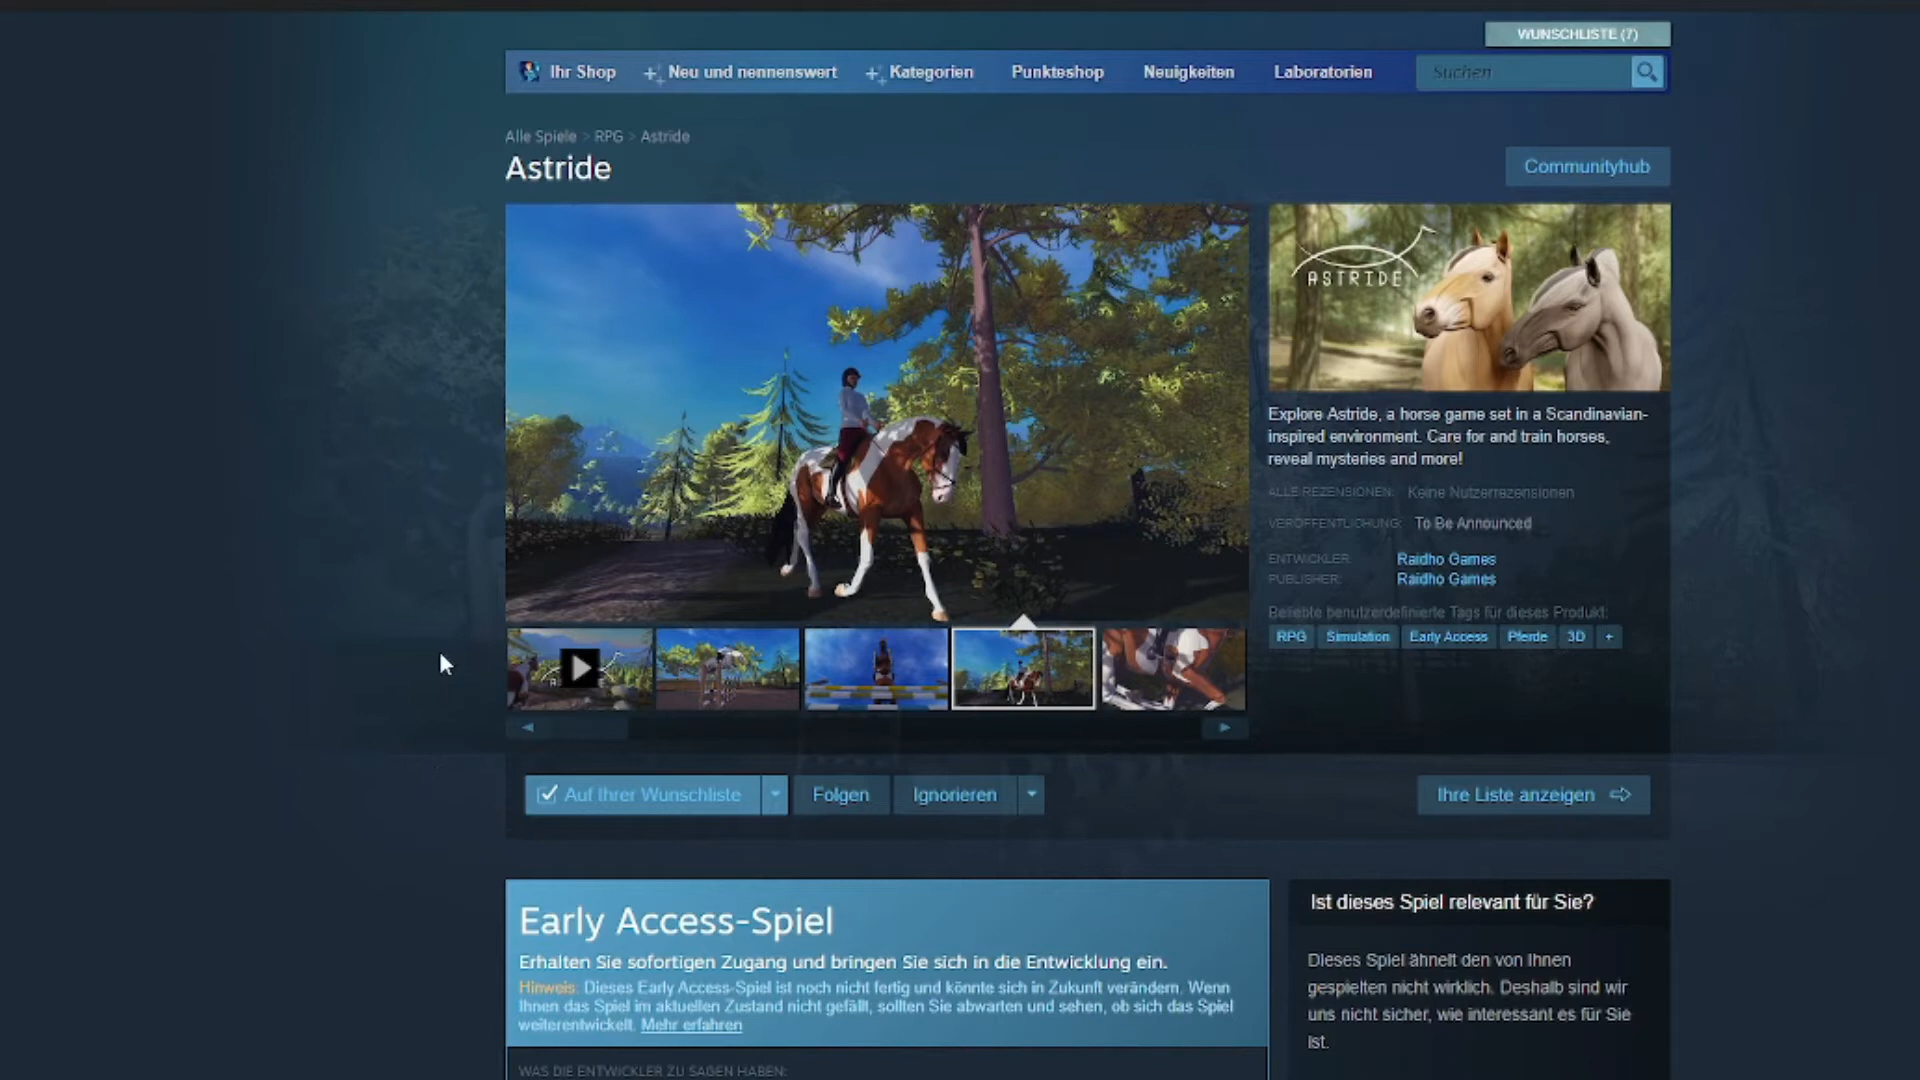 WUNSCHLISTE (7)
Ihr Shop Neu und nennenswert Kategorien Punkteshop Neuigkeiten Laboratorien Suchen
Alle Spiele > RPG > Astride
Astride
Communityhub
ASTRIDE
Explore Astride, a horse game set in a Scandinavian-
inspired environment. Care for and train horses,
reveal mysteries and more!
ALLE REZENSIONEN: Keine Nutzerrezensionen
VERÖFFENTLICHUNG: To Be Announced
ENTWICKLER: Raidho Games
PUBLISHER: Raidho Games
Beliebte benutzerdefinierte Tags für dieses Produkt:
RPG Simulation Early Access Pferde 3D +
Auf Ihrer Wunschliste Folgen Ignorieren Ihre Liste anzeigen
Early Access-Spiel
Erhalten Sie sofortigen Zugang und bringen Sie sich in die Entwicklung ein.
Hinweis: Dieses Early Access-Spiel ist noch nicht fertig und könnte sich in Zukunft verändern. Wenn
Ihnen das Spiel im aktuellen Zustand nicht gefällt, sollten Sie abwarten und sehen, ob sich das Spiel
weiterentwickelt. Mehr erfahren
WAS DIE ENTWICKLER ZU SAGEN HABEN:
Ist dieses Spiel relevant für Sie?
Dieses Spiel ähnelt den von Ihnen
gespielten nicht wirklich. Deshalb sind wir
uns nicht sicher, wie interessant es für Sie
ist.